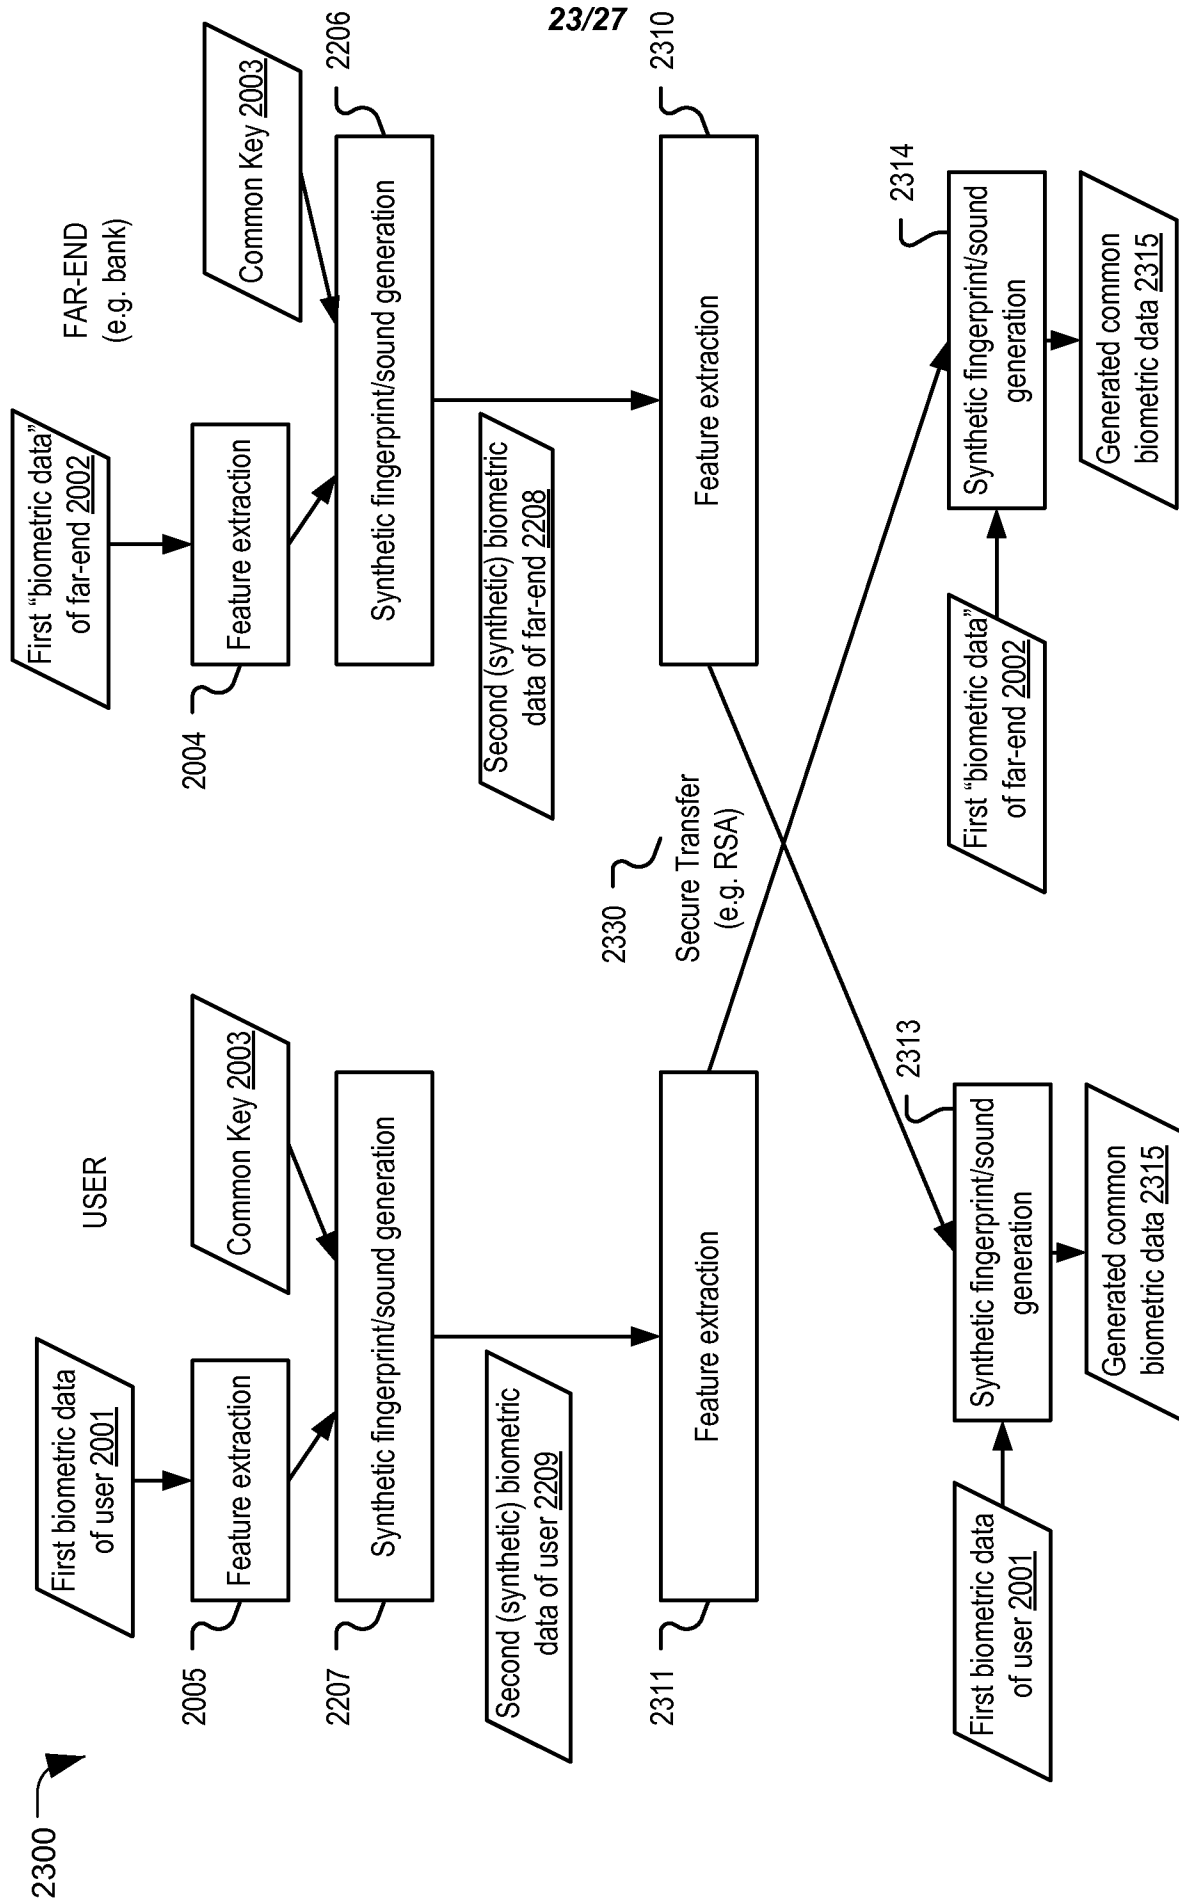 23/27
2300
USER
FAR-END
(e.g. bank)
First biometric data
of user 2001
First “biometric data”
of far-end 2002
2005
Feature extraction
Common Key 2003
2004
Feature extraction
Common Key 2003
2207
Synthetic fingerprint/sound generation
Synthetic fingerprint/sound generation
2206
Second (synthetic) biometric
data of user 2209
Second (synthetic) biometric
data of far-end 2208
2311
Feature extraction
2330
Secure Transfer
(e.g. RSA)
Feature extraction
2310
First biometric data
of user 2001
Synthetic fingerprint/sound
generation
2313
First “biometric data”
of far-end 2002
Synthetic fingerprint/sound
generation
2314
Generated common
biometric data 2315
Generated common
biometric data 2315